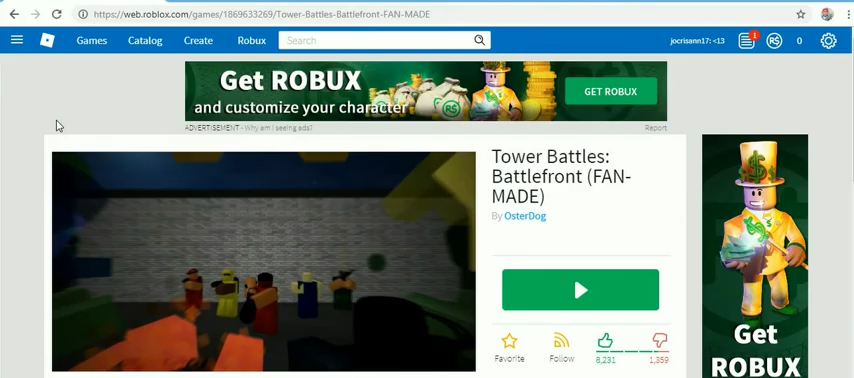 https://web.roblox.com/games/1869633269/Tower-Battles-Battlefront-FAN-MADE
Games Catalog Create Robux Search jocrisann17: <13 1 R$ 0
Get ROBUX
and customize your character
R$
GET ROBUX
ADVERTISEMENT - Why am I seeing ads? Report
Tower Battles:
Battlefront (FAN-
MADE)
By OsterDog
Favorite Follow 8,231 1,359
$
Get
ROBUX